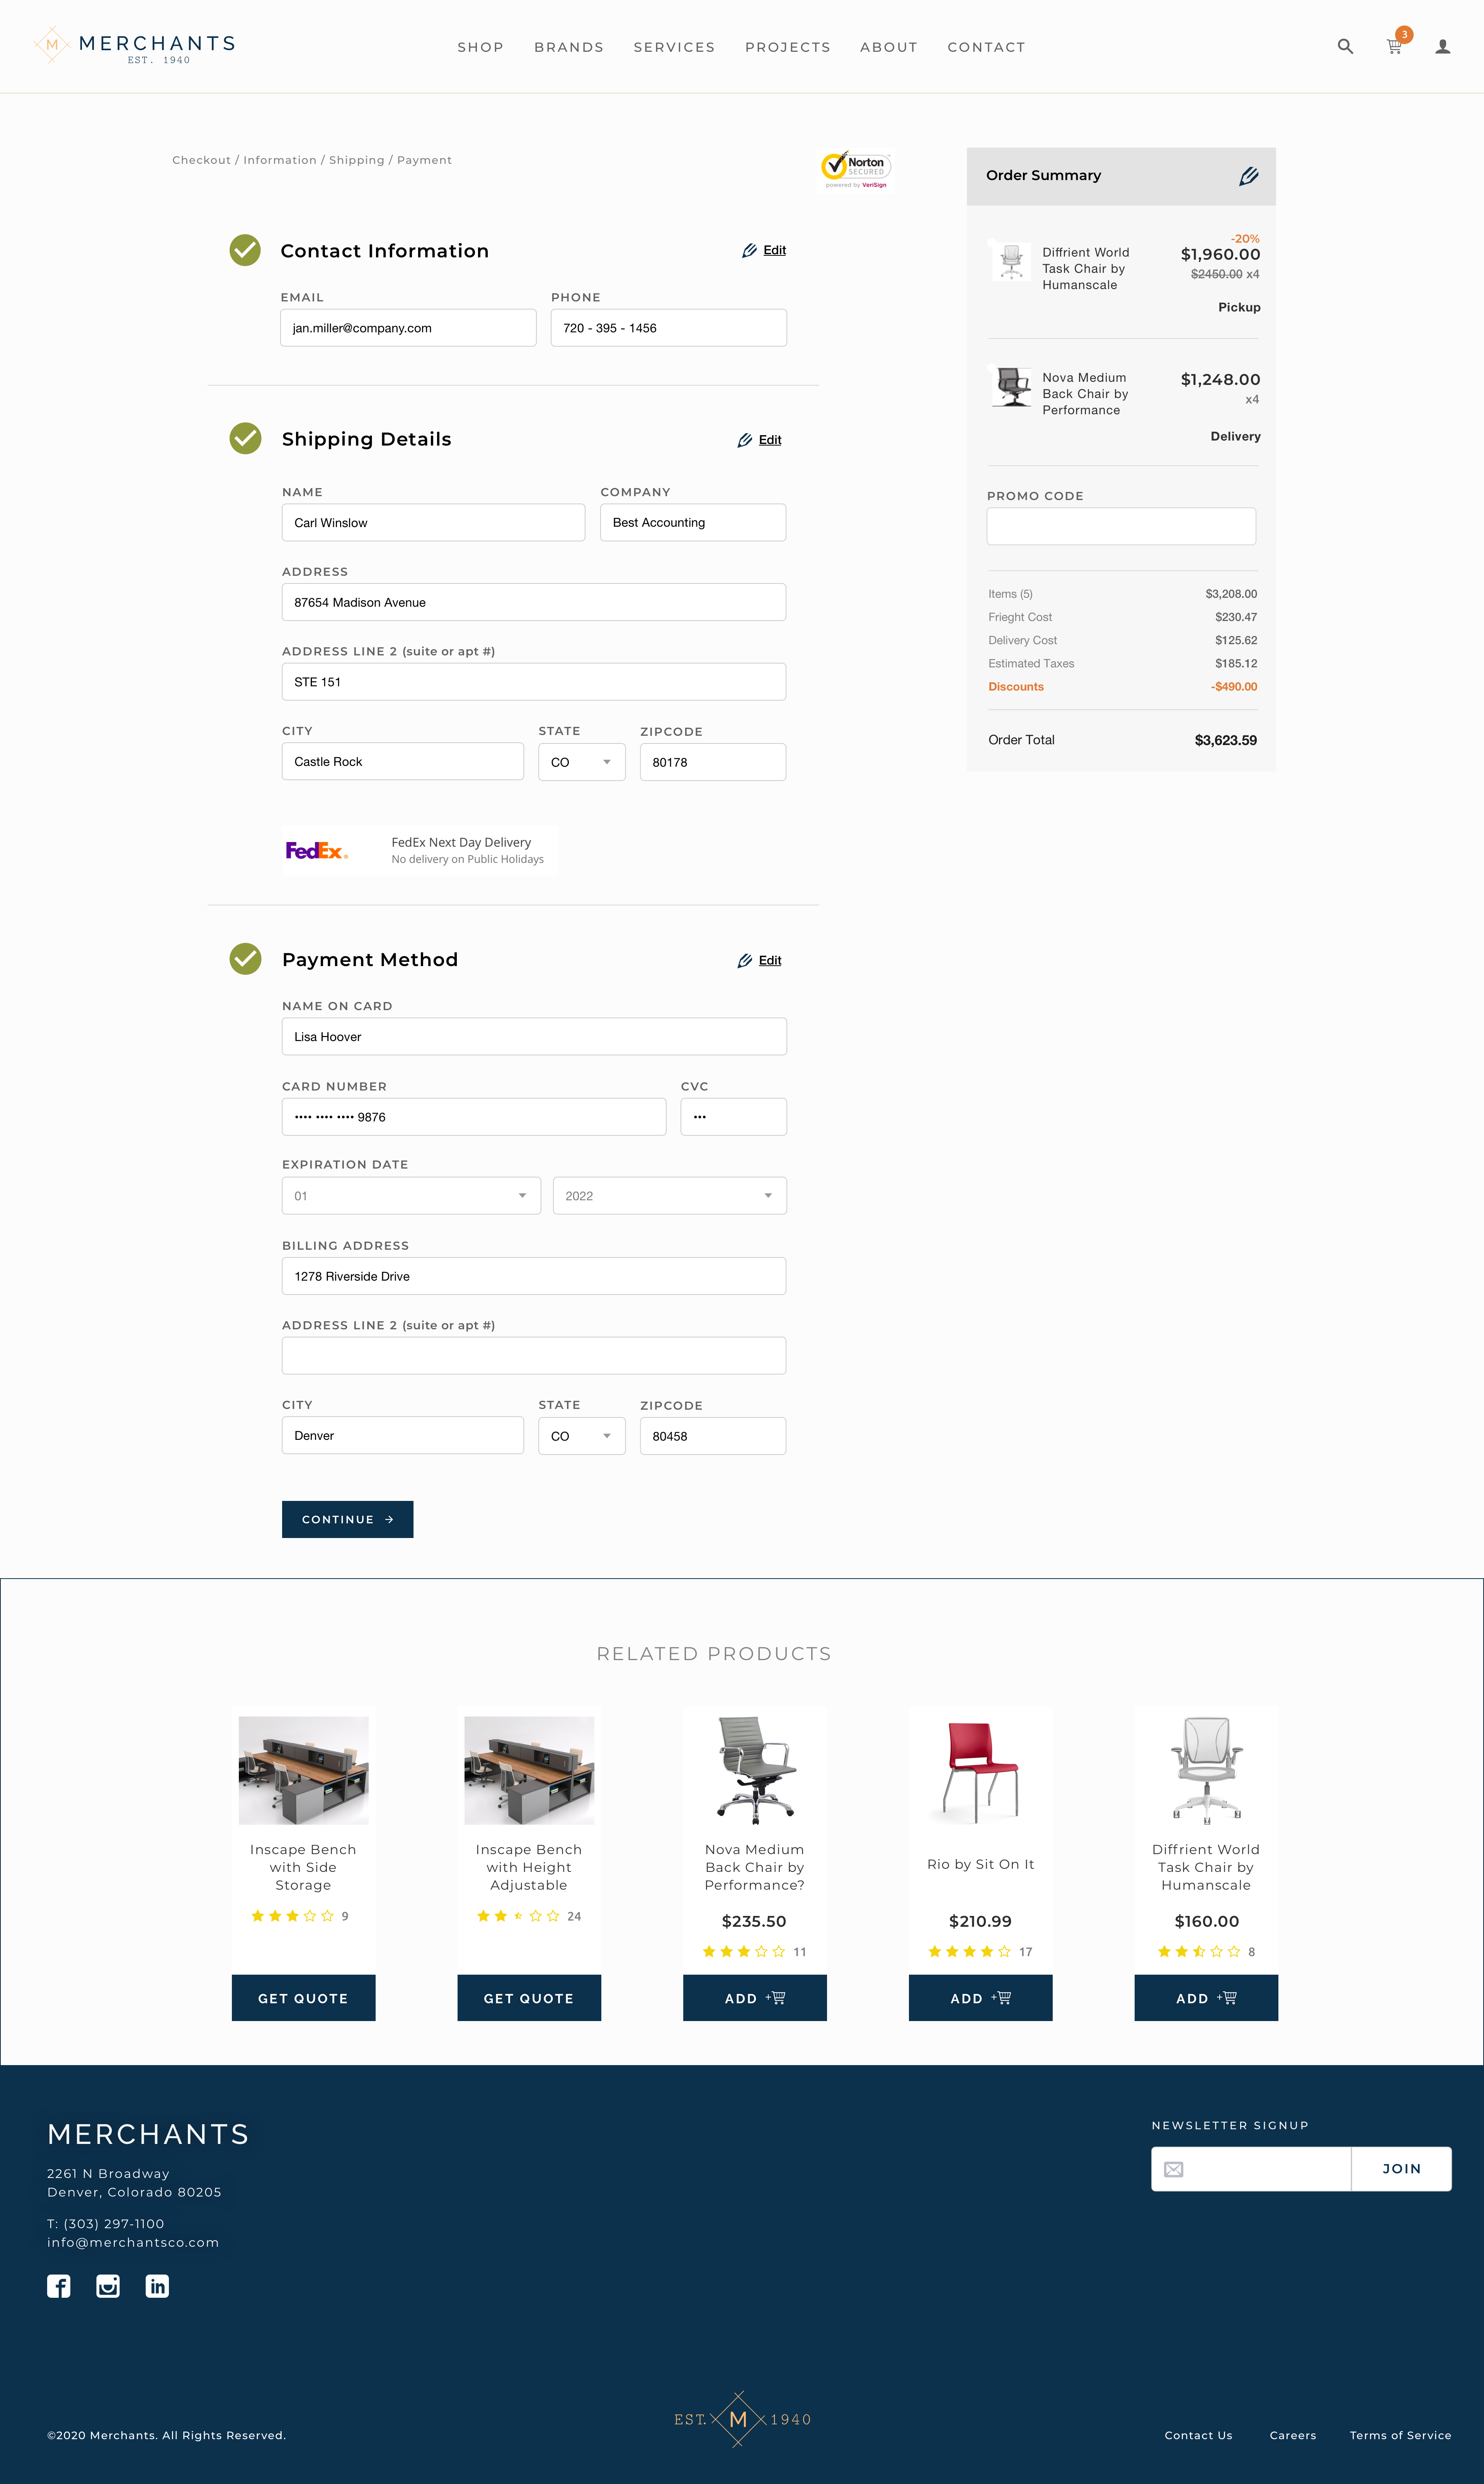 M MERCHANTS
EST. 1940
SHOP BRANDS SERVICES PROJECTS ABOUT CONTACT
3
Checkout / Information / Shipping / Payment
Norton
SECURED
powered by VeriSign
Contact Information
Edit
EMAIL PHONE
jan.miller@company.com 720 - 395 - 1456
Shipping Details
Edit
NAME COMPANY
Carl Winslow Best Accounting
ADDRESS
87654 Madison Avenue
ADDRESS LINE 2 (suite or apt #)
STE 151
CITY STATE ZIPCODE
Castle Rock CO 80178
FedEx®
FedEx Next Day Delivery
No delivery on Public Holidays
Payment Method
Edit
NAME ON CARD
Lisa Hoover
CARD NUMBER CVC
•••• •••• •••• 9876 •••
EXPIRATION DATE
01 2022
BILLING ADDRESS
1278 Riverside Drive
ADDRESS LINE 2 (suite or apt #)
CITY STATE ZIPCODE
Denver CO 80458
CONTINUE →
Order Summary
Diffrient World
Task Chair by
Humanscale
-20%
$1,960.00
$2450.00 x4
Pickup
Nova Medium
Back Chair by
Performance
$1,248.00
x4
Delivery
PROMO CODE
Items (5) $3,208.00
Frieght Cost $230.47
Delivery Cost $125.62
Estimated Taxes $185.12
Discounts -$490.00
Order Total $3,623.59
RELATED PRODUCTS
Inscape Bench
with Side
Storage
9
GET QUOTE
Inscape Bench
with Height
Adjustable
24
GET QUOTE
Nova Medium
Back Chair by
Performance?
$235.50
11
ADD +
Rio by Sit On It
$210.99
17
ADD +
Diffrient World
Task Chair by
Humanscale
$160.00
8
ADD +
MERCHANTS
2261 N Broadway
Denver, Colorado 80205
T: (303) 297-1100
info@merchantsco.com
f in
NEWSLETTER SIGNUP
JOIN
©2020 Merchants. All Rights Reserved.
EST. M 1940
Contact Us Careers Terms of Service